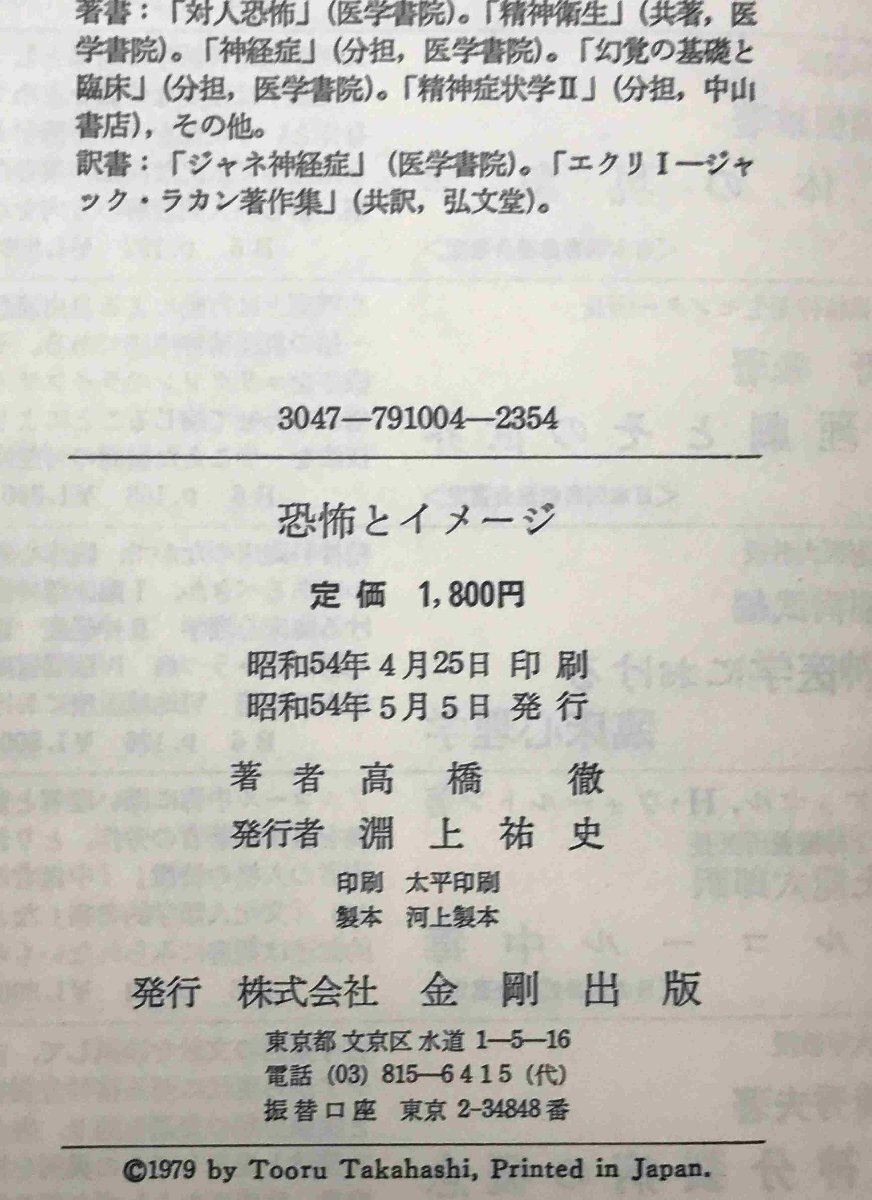 著書：「対人恐怖」（医学書院）。「精神衛生」（共著，医
学書院）。「神経症」（分担，医学書院）。「幻覚の基礎と
臨床」（分担，医学書院）。「精神症状学Ⅱ」（分担，中山
書店），その他。
訳書：「ジャネ神経症」（医学書院）。「エクリⅠ―ジャ
ック・ラカン著作集」（共訳，弘文堂）。
3047―791004―2354
恐怖とイメージ
定価 1,800円
昭和54年4月25日 印刷
昭和54年5月5日 発行
著者 高橋徹
発行者 淵上祐史
印刷 太平印刷
製本 河上製本
発行 株式会社 金剛出版
東京都文京区水道 1―5―16
電話 (03) 815―6415（代）
振替口座 東京 2-34848番
©1979 by Tooru Takahashi, Printed in Japan.